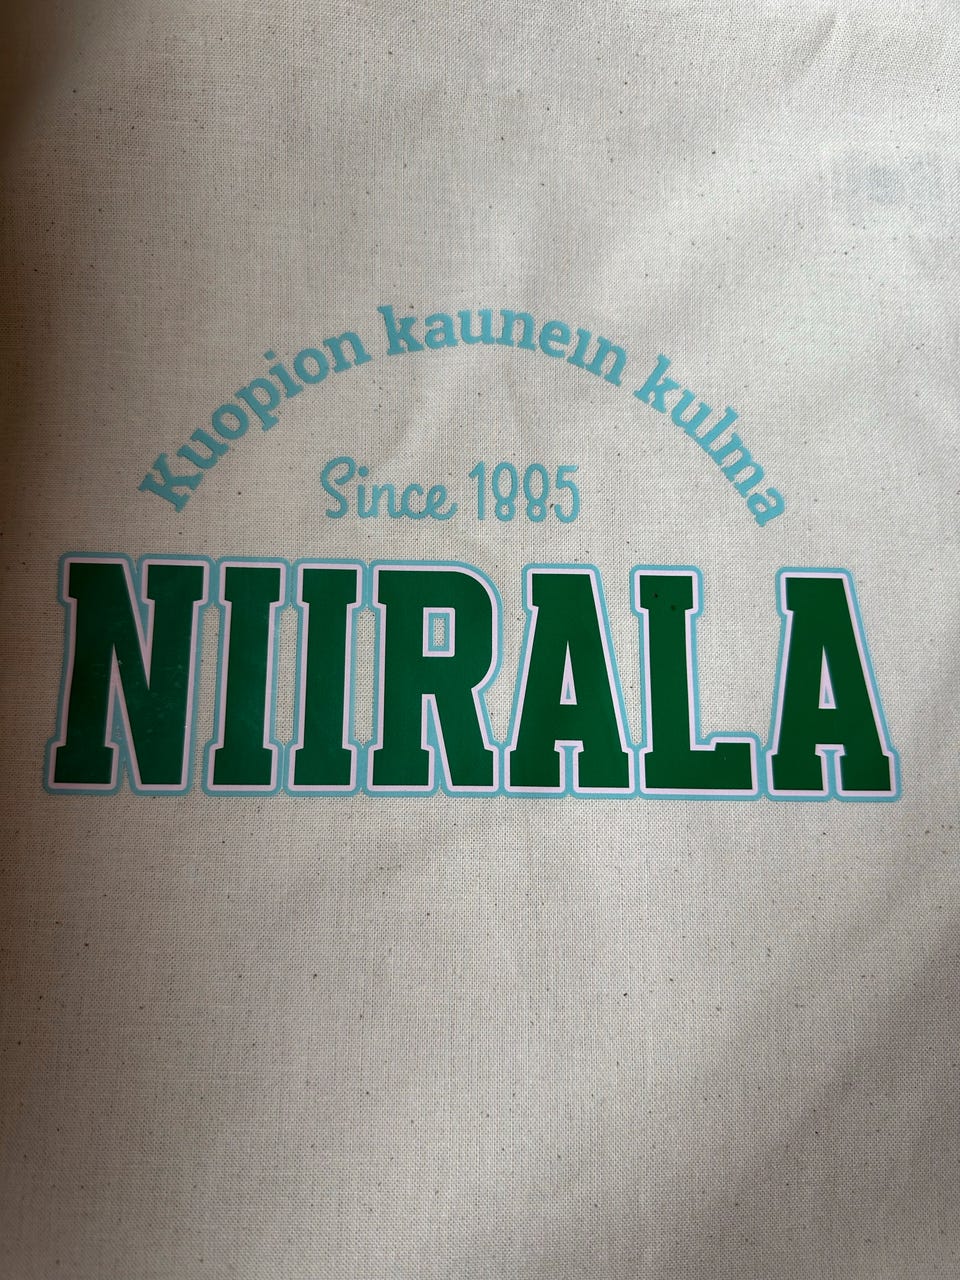 Kuopion kaunein kulma
Since 1885
NIIRALA